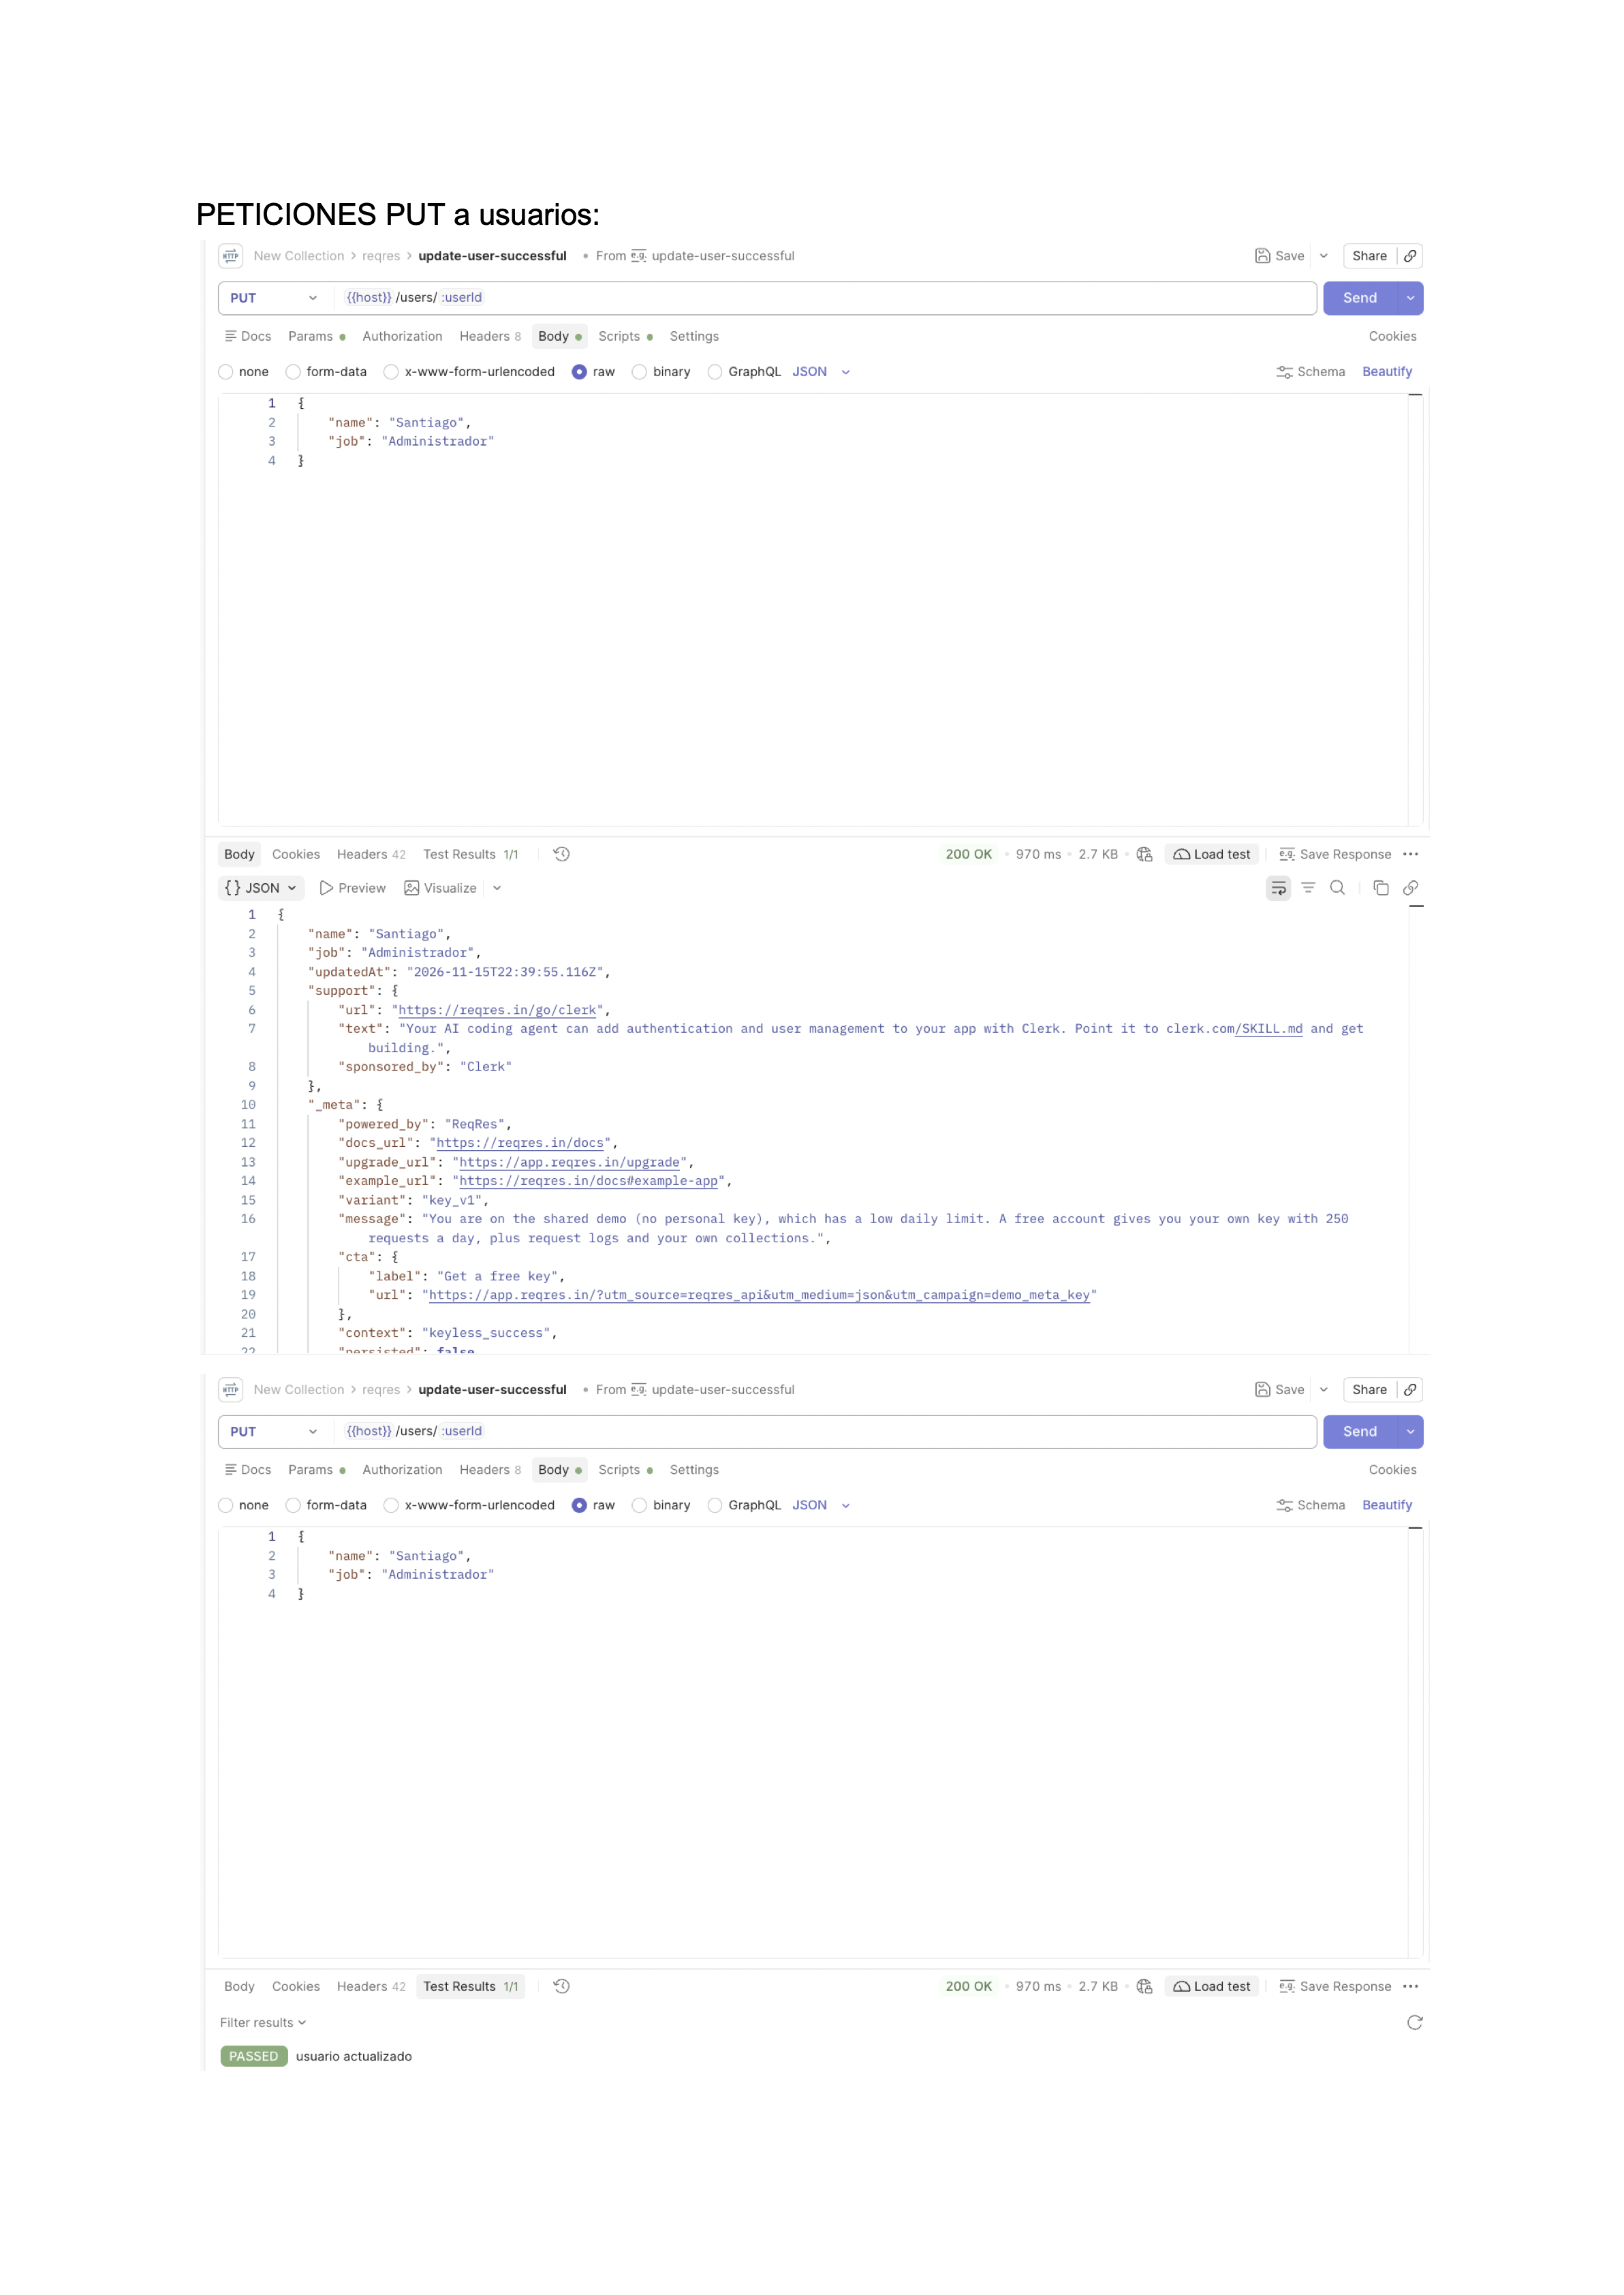 PETICIONES PUT a usuarios:
HTTP New Collection > reqres > update-user-successful • From e.g. update-user-successful Save Share
PUT {{host}} /users/ :userId Send
Docs Params Authorization Headers 8 Body Scripts Settings Cookies
none form-data x-www-form-urlencoded raw binary GraphQL JSON Schema Beautify
1 {
2 "name": "Santiago",
3 "job": "Administrador"
4 }
Body Cookies Headers 42 Test Results 1/1 200 OK • 970 ms • 2.7 KB • Load test e.g. Save Response
{} JSON Preview Visualize
1 {
2 "name": "Santiago",
3 "job": "Administrador",
4 "updatedAt": "2026-11-15T22:39:55.116Z",
5 "support": {
6 "url": "https://reqres.in/go/clerk",
7 "text": "Your AI coding agent can add authentication and user management to your app with Clerk. Point it to clerk.com/SKILL.md and get
building.",
8 "sponsored_by": "Clerk"
9 },
10 "_meta": {
11 "powered_by": "ReqRes",
12 "docs_url": "https://reqres.in/docs",
13 "upgrade_url": "https://app.reqres.in/upgrade",
14 "example_url": "https://reqres.in/docs#example-app",
15 "variant": "key_v1",
16 "message": "You are on the shared demo (no personal key), which has a low daily limit. A free account gives you your own key with 250
requests a day, plus request logs and your own collections.",
17 "cta": {
18 "label": "Get a free key",
19 "url": "https://app.reqres.in/?utm_source=reqres_api&utm_medium=json&utm_campaign=demo_meta_key"
20 },
21 "context": "keyless_success",
22 "persisted": false
HTTP New Collection > reqres > update-user-successful • From e.g. update-user-successful Save Share
PUT {{host}} /users/ :userId Send
Docs Params Authorization Headers 8 Body Scripts Settings Cookies
none form-data x-www-form-urlencoded raw binary GraphQL JSON Schema Beautify
1 {
2 "name": "Santiago",
3 "job": "Administrador"
4 }
Body Cookies Headers 42 Test Results 1/1 200 OK • 970 ms • 2.7 KB • Load test e.g. Save Response
Filter results
PASSED usuario actualizado